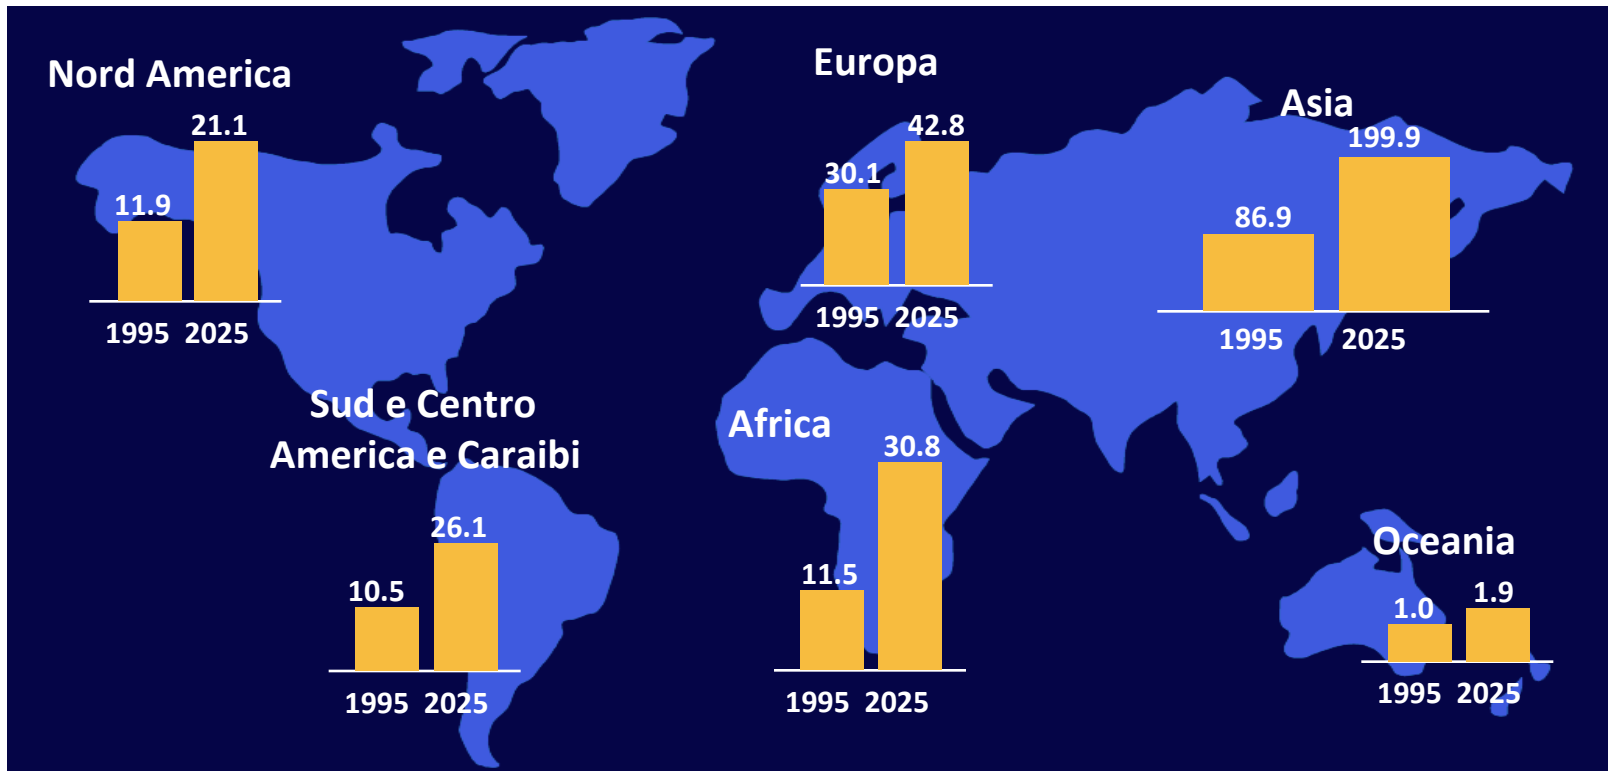 Nord America
21.1
11.9
1995 2025
Europa
42.8
30.1
1995 2025
Asia
199.9
86.9
1995 2025
Sud e Centro
America e Caraibi
26.1
10.5
1995 2025
Africa
30.8
11.5
1995 2025
Oceania
1.9
1.0
1995 2025